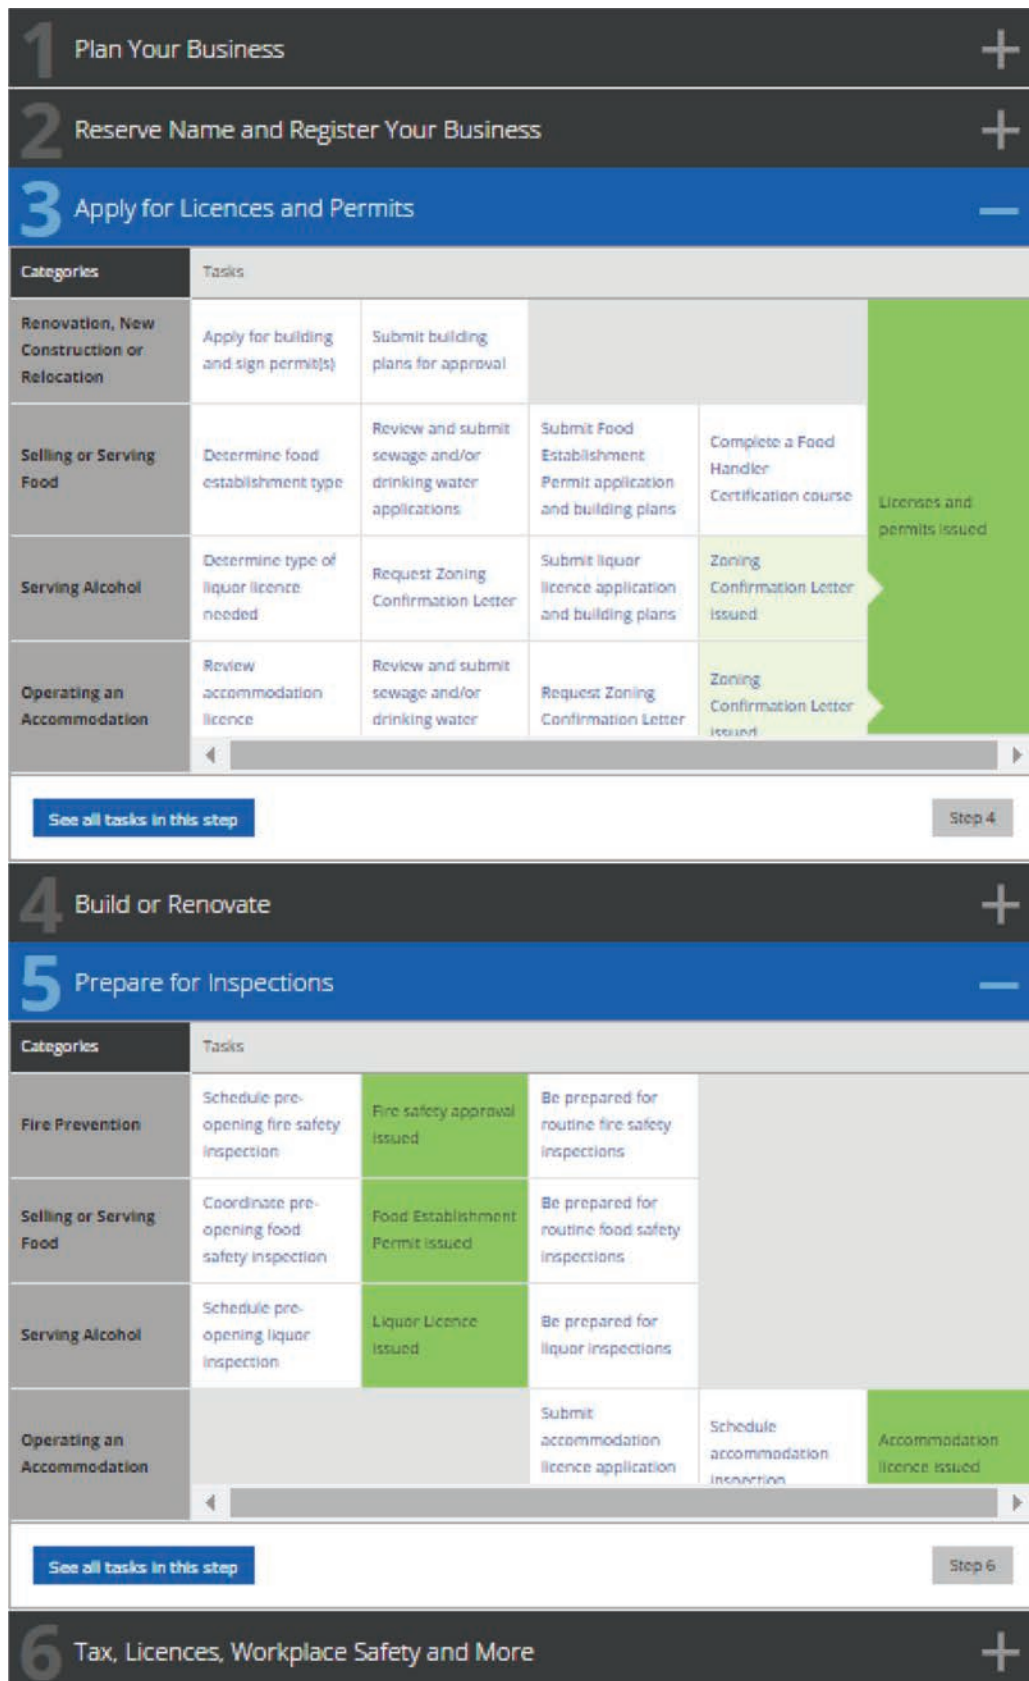 1 Plan Your Business
2 Reserve Name and Register Your Business
3 Apply for Licences and Permits
Categories
Tasks
Renovation, New
Construction or
Relocation
Apply for building
and sign permit(s)
Submit building
plans for approval
Selling or Serving
Food
Determine food
establishment type
Review and submit
sewage and/or
drinking water
applications
Submit Food
Establishment
Permit application
and building plans
Complete a Food
Handler
Certification course
Licenses and
permits issued
Serving Alcohol
Determine type of
liquor licence
needed
Request Zoning
Confirmation Letter
Submit liquor
licence application
and building plans
Zoning
Confirmation Letter
issued
Operating an
Accommodation
Review
accommodation
licence
Review and submit
sewage and/or
drinking water
Request Zoning
Confirmation Letter
Zoning
Confirmation Letter
issued
See all tasks in this step
Step 4
4 Build or Renovate
5 Prepare for Inspections
Categories
Tasks
Fire Prevention
Schedule pre-
opening fire safety
inspection
Fire safety approval
issued
Be prepared for
routine fire safety
inspections
Selling or Serving
Food
Coordinate pre-
opening food
safety inspection
Food Establishment
Permit issued
Be prepared for
routine food safety
inspections
Serving Alcohol
Schedule pre-
opening liquor
inspection
Liquor Licence
issued
Be prepared for
liquor inspections
Operating an
Accommodation
Submit
accommodation
licence application
Schedule
accommodation
inspection
Accommodation
licence issued
See all tasks in this step
Step 6
6 Tax, Licences, Workplace Safety and More